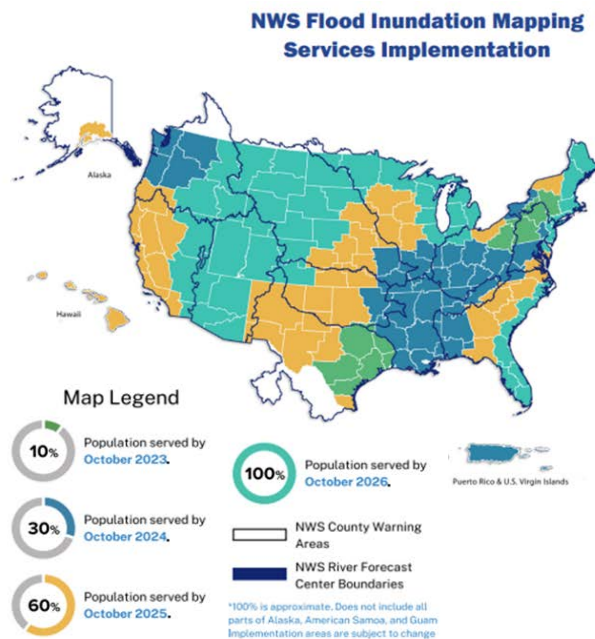 NWS Flood Inundation Mapping
Services Implementation
Alaska
Hawaii
Map Legend
10%
Population served by
October 2023.
30%
Population served by
October 2024.
60%
Population served by
October 2025.
100%
Population served by
October 2026.
Puerto Rico & U.S. Virgin Islands
NWS County Warning
Areas
NWS River Forecast
Center Boundaries
*100% is approximate. Does not include all
parts of Alaska, American Samoa, and Guam
Implementation areas are subject to change